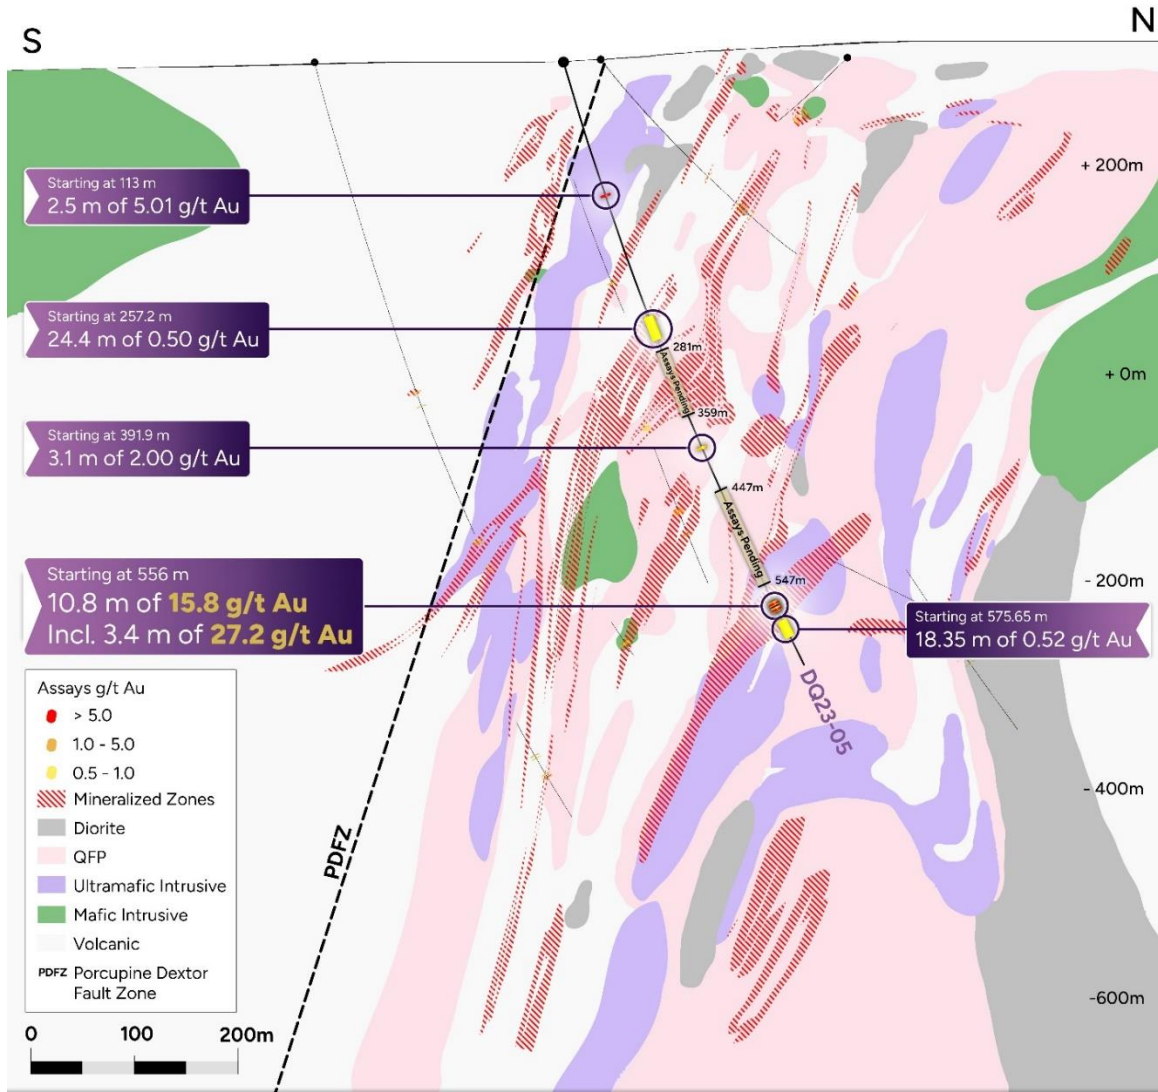 S
N
Starting at 113 m
2.5 m of 5.01 g/t Au
+ 200m
Starting at 257.2 m
24.4 m of 0.50 g/t Au
281m
Assays Pending
+ 0m
359m
Starting at 391.9 m
3.1 m of 2.00 g/t Au
447m
Assays Pending
547m
- 200m
Starting at 556 m
10.8 m of 15.8 g/t Au
Incl. 3.4 m of 27.2 g/t Au
Starting at 575.65 m
18.35 m of 0.52 g/t Au
DQ23-05
Assays g/t Au
> 5.0
1.0 - 5.0
0.5 - 1.0
Mineralized Zones
Diorite
QFP
Ultramafic Intrusive
Mafic Intrusive
Volcanic
PDFZ Porcupine Dextor
Fault Zone
PDFZ
- 400m
-600m
0 100 200m